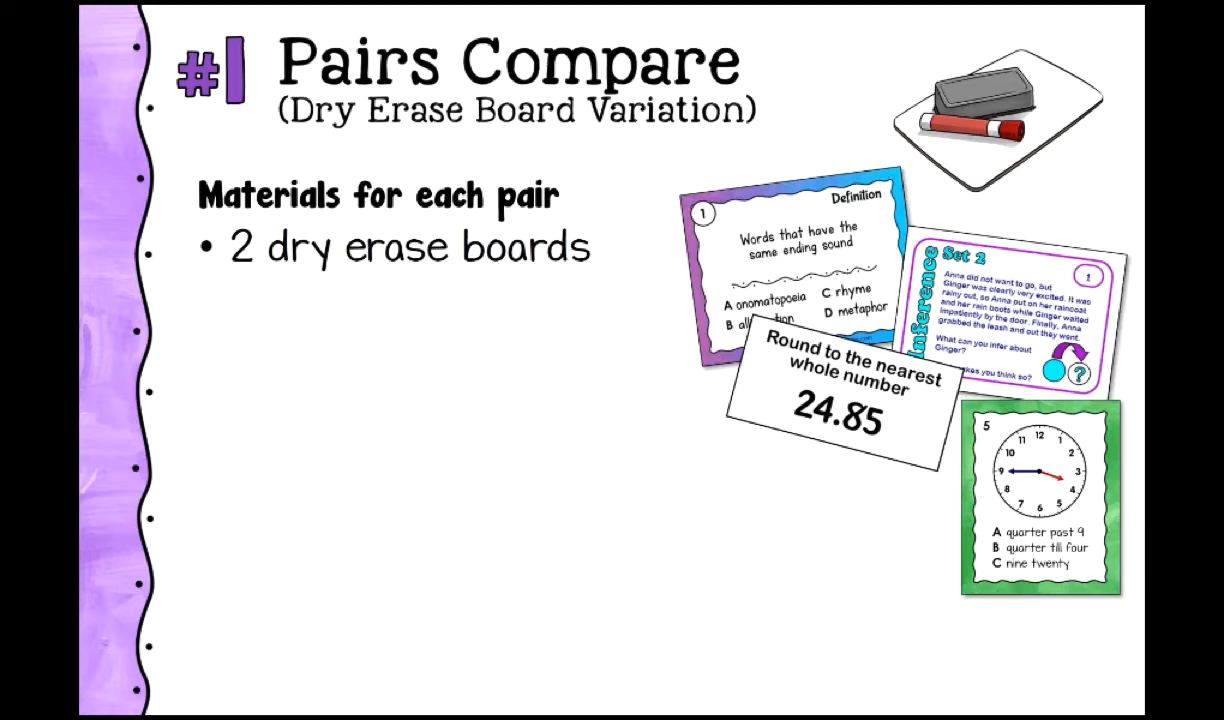 #1 Pairs Compare
(Dry Erase Board Variation)
Materials for each pair
• 2 dry erase boards
1
Definition
Words that have the
same ending sound
A onomatopoeia
C rhyme
B all
D metaphor
Inference
Set 2
1
Anna did not want to go, but
Ginger was clearly very excited. It was
rainy out, so Anna put on her raincoat
and her rain boots while Ginger waited
impatiently by the door. Finally, Anna
grabbed the leash and out they went.
What can you infer about
Ginger?
kes you think so?
?
Round to the nearest
whole number
24.85
5
12
11
1
10
2
9
3
8
4
7
5
6
A quarter past 9
B quarter till four
C nine twenty